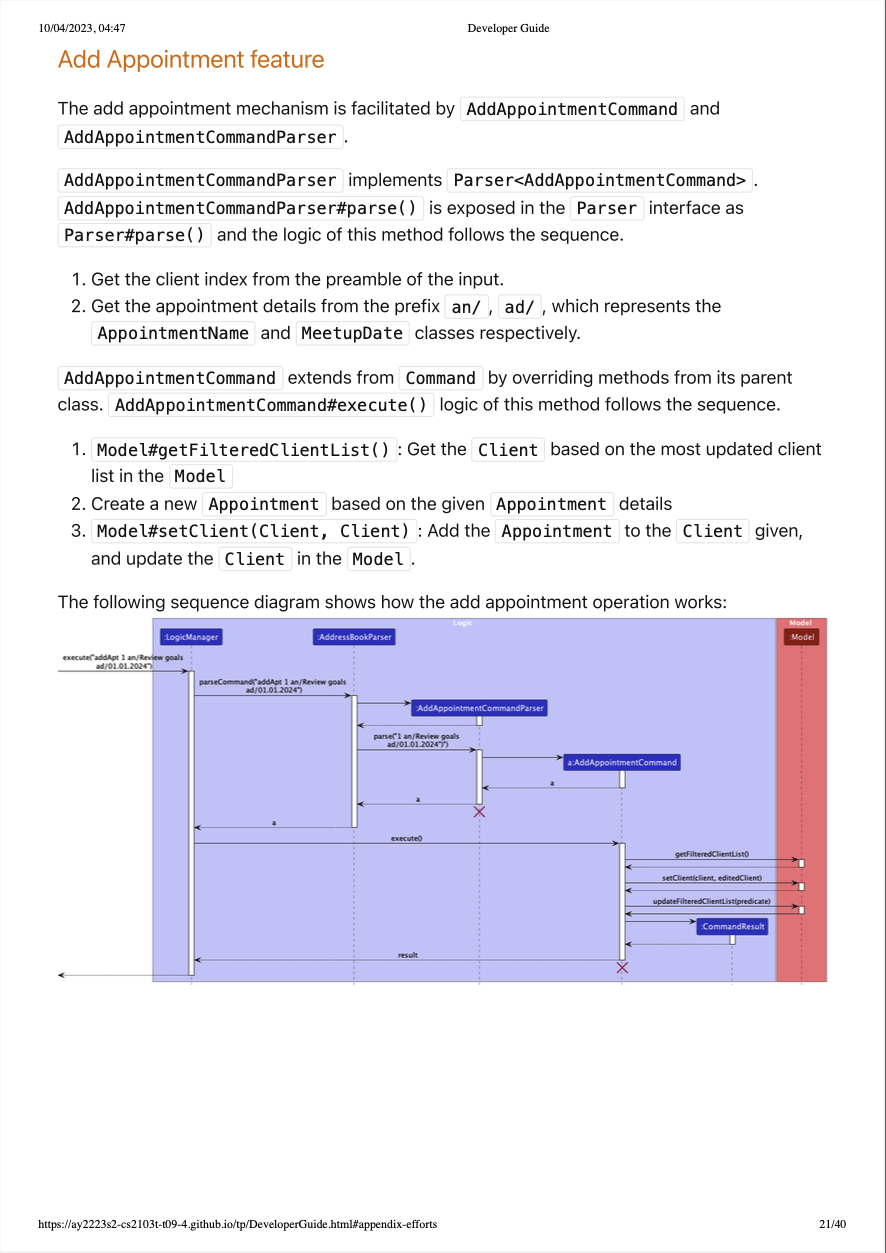 10/04/2023, 04:47
Developer Guide
Add Appointment feature
The add appointment mechanism is facilitated by AddAppointmentCommand and
AddAppointmentCommandParser .
AddAppointmentCommandParser implements Parser<AddAppointmentCommand> .
AddAppointmentCommandParser#parse() is exposed in the Parser interface as
Parser#parse() and the logic of this method follows the sequence.
1. Get the client index from the preamble of the input.
2. Get the appointment details from the prefix an/ , ad/ , which represents the
AppointmentName and MeetupDate classes respectively.
AddAppointmentCommand extends from Command by overriding methods from its parent
class. AddAppointmentCommand#execute() logic of this method follows the sequence.
1. Model#getFilteredClientList() : Get the Client based on the most updated client
list in the Model
2. Create a new Appointment based on the given Appointment details
3. Model#setClient(Client, Client) : Add the Appointment to the Client given,
and update the Client in the Model .
The following sequence diagram shows how the add appointment operation works:
Logic
Model
:LogicManager
:AddressBookParser
:Model
execute("addApt 1 an/Review goals
ad/01.01.2024")
parseCommand("addApt 1 an/Review goals
ad/01.01.2024")
:AddAppointmentCommandParser
parse("1 an/Review goals
ad/01.01.2024")")
a:AddAppointmentCommand
a
a
a
execute()
getFilteredClientList()
setClient(client, editedClient)
updateFilteredClientList(predicate)
:CommandResult
result
https://ay2223s2-cs2103t-t09-4.github.io/tp/DeveloperGuide.html#appendix-efforts
21/40